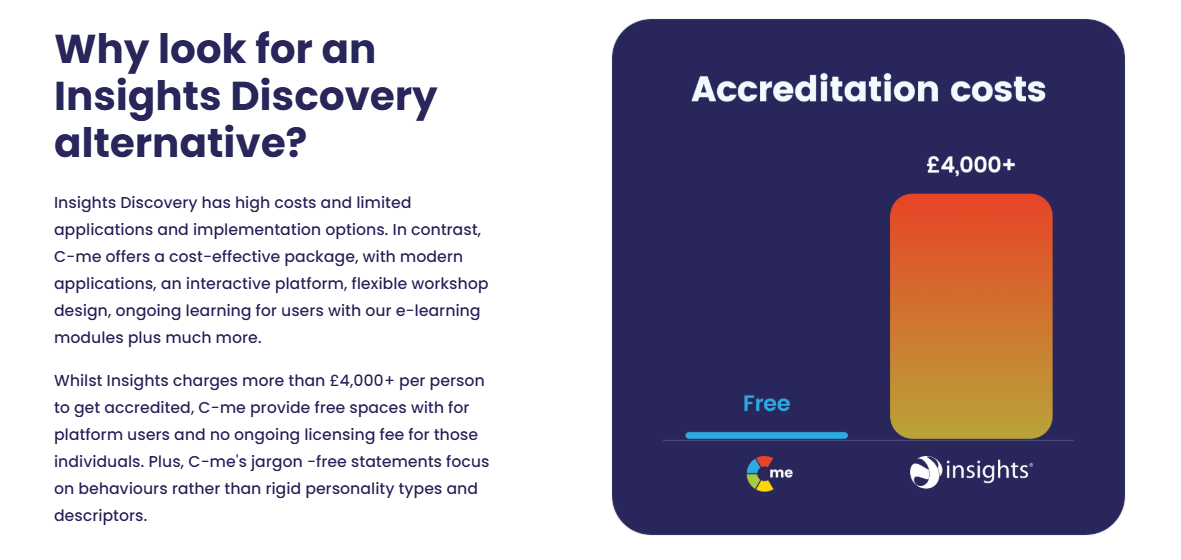 Why look for an
Insights Discovery
alternative?
Insights Discovery has high costs and limited
applications and implementation options. In contrast,
C-me offers a cost-effective package, with modern
applications, an interactive platform, flexible workshop
design, ongoing learning for users with our e-learning
modules plus much more.
Whilst Insights charges more than £4,000+ per person
to get accredited, C-me provide free spaces with for
platform users and no ongoing licensing fee for those
individuals. Plus, C-me's jargon -free statements focus
on behaviours rather than rigid personality types and
descriptors.
Accreditation costs
£4,000+
Free
Cme
insights®